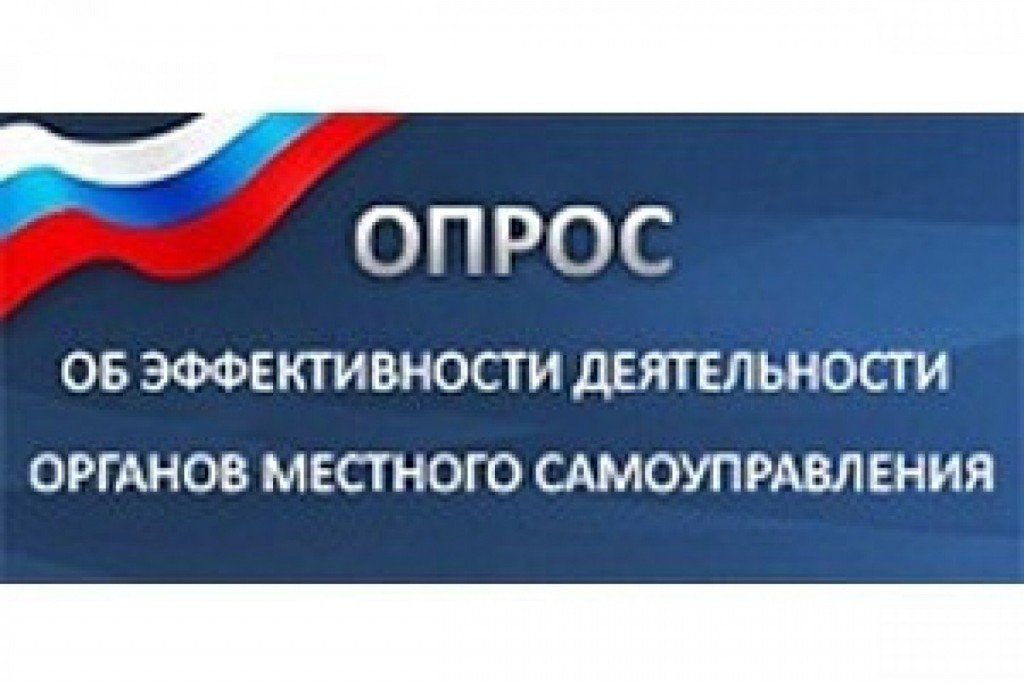 ОПРОС
ОБ ЭФФЕКТИВНОСТИ ДЕЯТЕЛЬНОСТИ
ОРГАНОВ МЕСТНОГО САМОУПРАВЛЕНИЯ